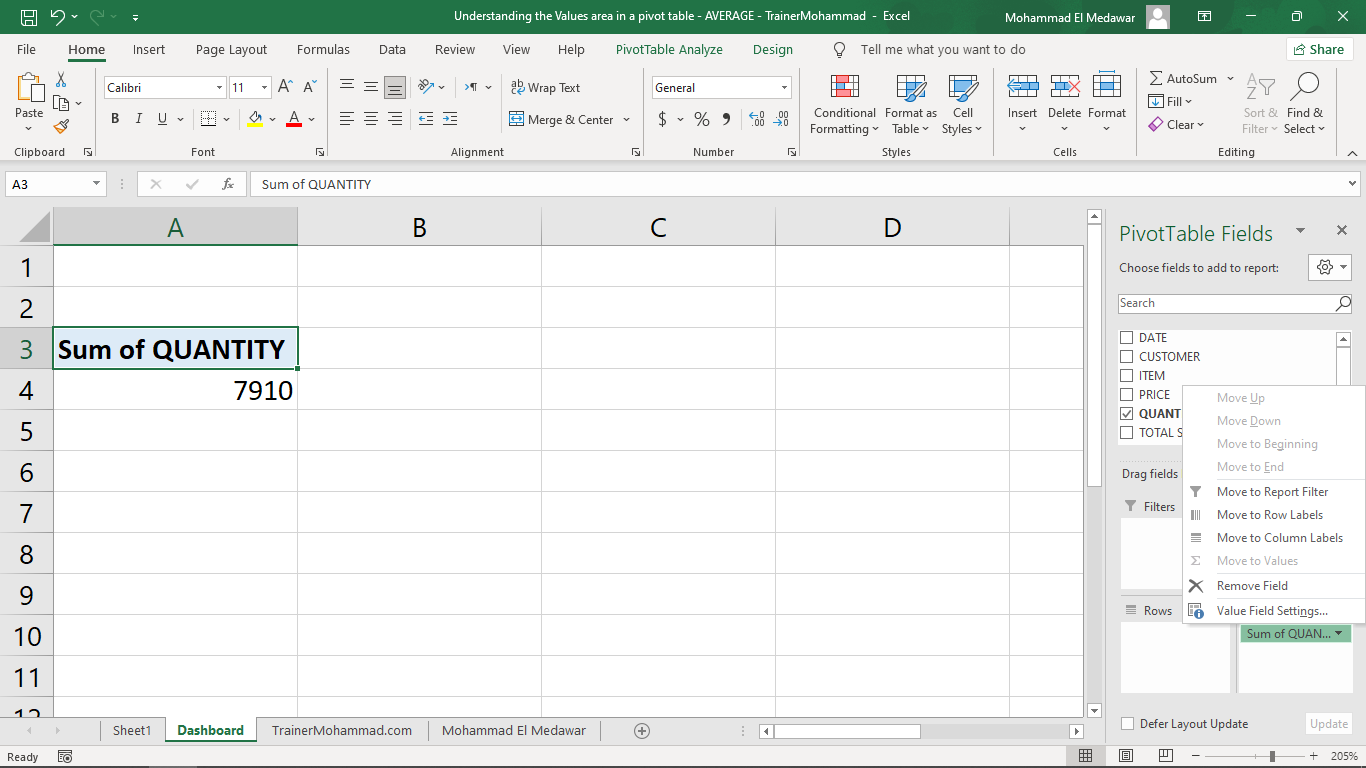 Understanding the Values area in a pivot table - AVERAGE - TrainerMohammad - Excel
Mohammad El Medawar
File Home Insert Page Layout Formulas Data Review View Help PivotTable Analyze Design Tell me what you want to do Share
Paste
Clipboard
Calibri 11
B I U A
Font
Wrap Text
Merge & Center
Alignment
General
$ % ,
Number
Conditional Formatting
Format as Table
Cell Styles
Styles
Insert Delete Format
Cells
AutoSum
Fill
Clear
Sort & Filter
Find & Select
Editing
A3
fx
Sum of QUANTITY
A B C D
1
2
3 Sum of QUANTITY
4 7910
5
6
7
8
9
10
11
12
PivotTable Fields
Choose fields to add to report:
Search
DATE
CUSTOMER
ITEM
PRICE
QUANT
TOTAL S
Move Up
Move Down
Move to Beginning
Move to End
Move to Report Filter
Move to Row Labels
Move to Column Labels
Move to Values
Remove Field
Value Field Settings...
Drag fields
Filters
Rows
Sum of QUAN...
Defer Layout Update Update
Sheet1 Dashboard TrainerMohammad.com Mohammad El Medawar
Ready
205%